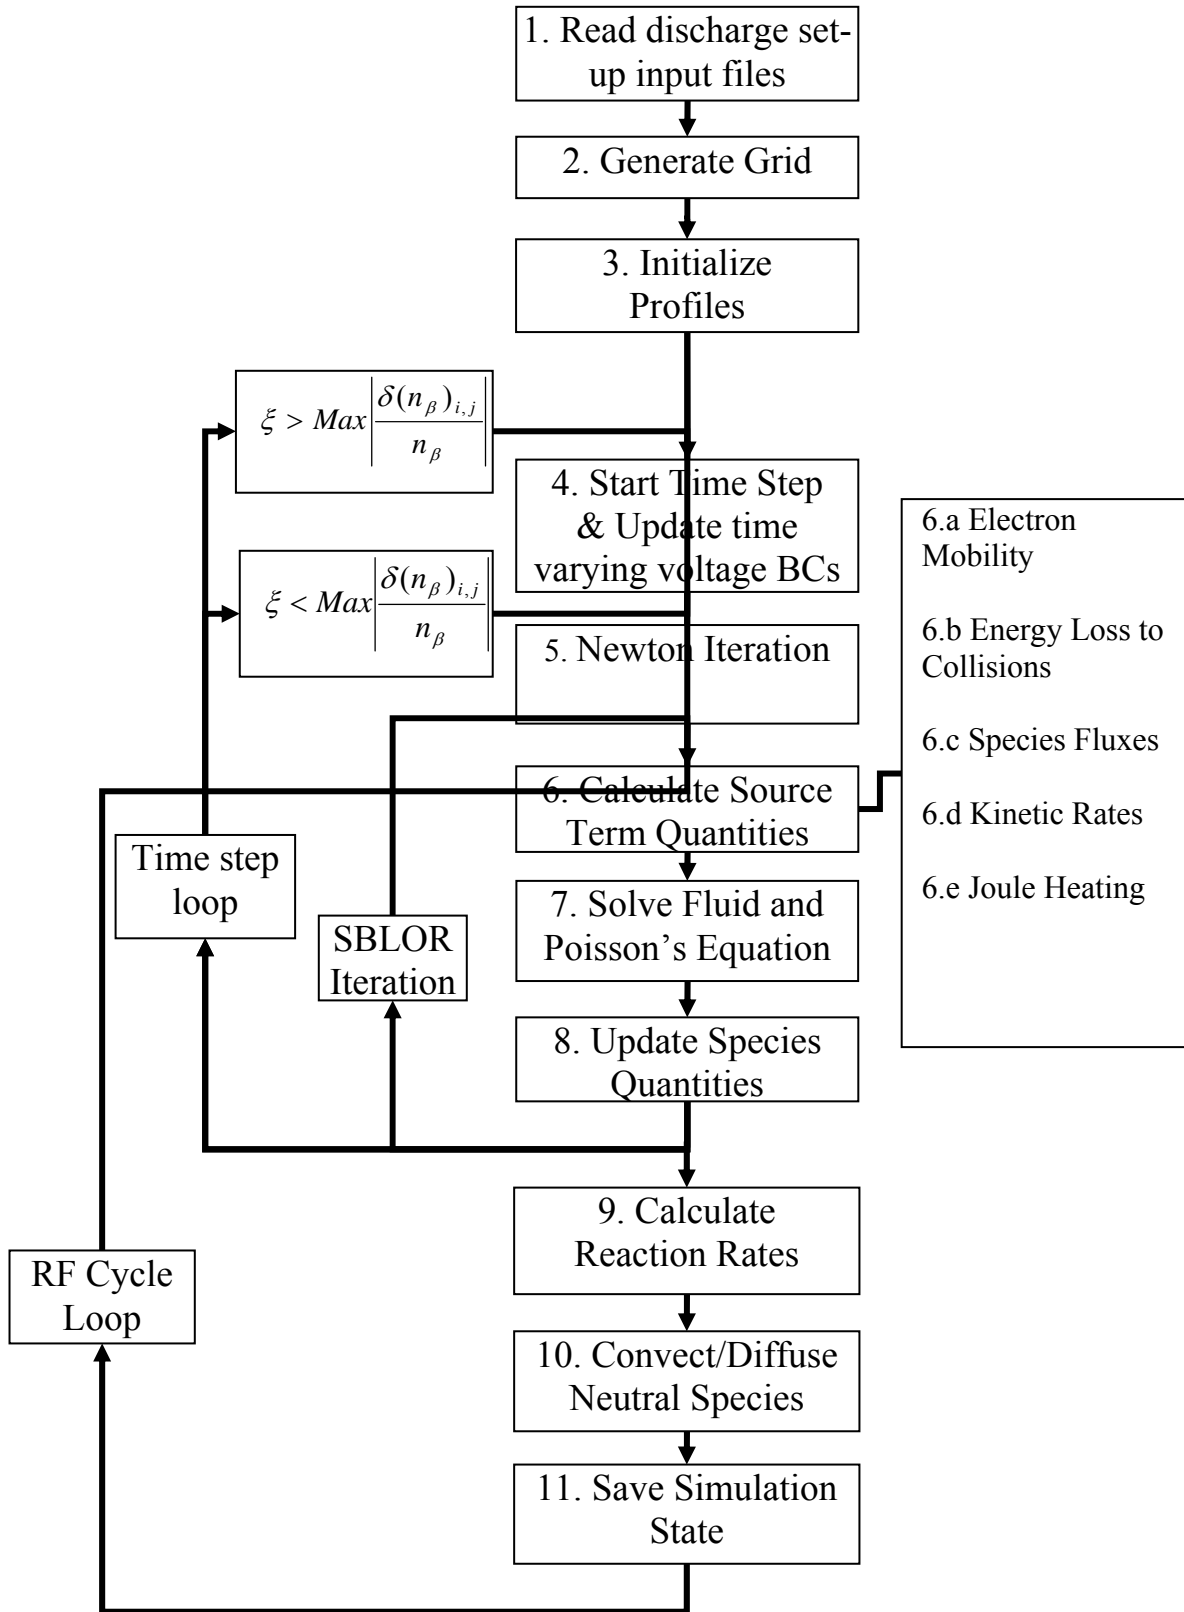 1. Read discharge set-
up input files
2. Generate Grid
3. Initialize
Profiles
ξ > Max|δ(n_β)_{i,j} / n_β|
4. Start Time Step
& Update time
varying voltage BCs
ξ < Max|δ(n_β)_{i,j} / n_β|
5. Newton Iteration
6. Calculate Source
Term Quantities
6.a Electron
Mobility
6.b Energy Loss to
Collisions
6.c Species Fluxes
6.d Kinetic Rates
6.e Joule Heating
Time step
loop
SBLOR
Iteration
7. Solve Fluid and
Poisson’s Equation
8. Update Species
Quantities
9. Calculate
Reaction Rates
RF Cycle
Loop
10. Convect/Diffuse
Neutral Species
11. Save Simulation
State